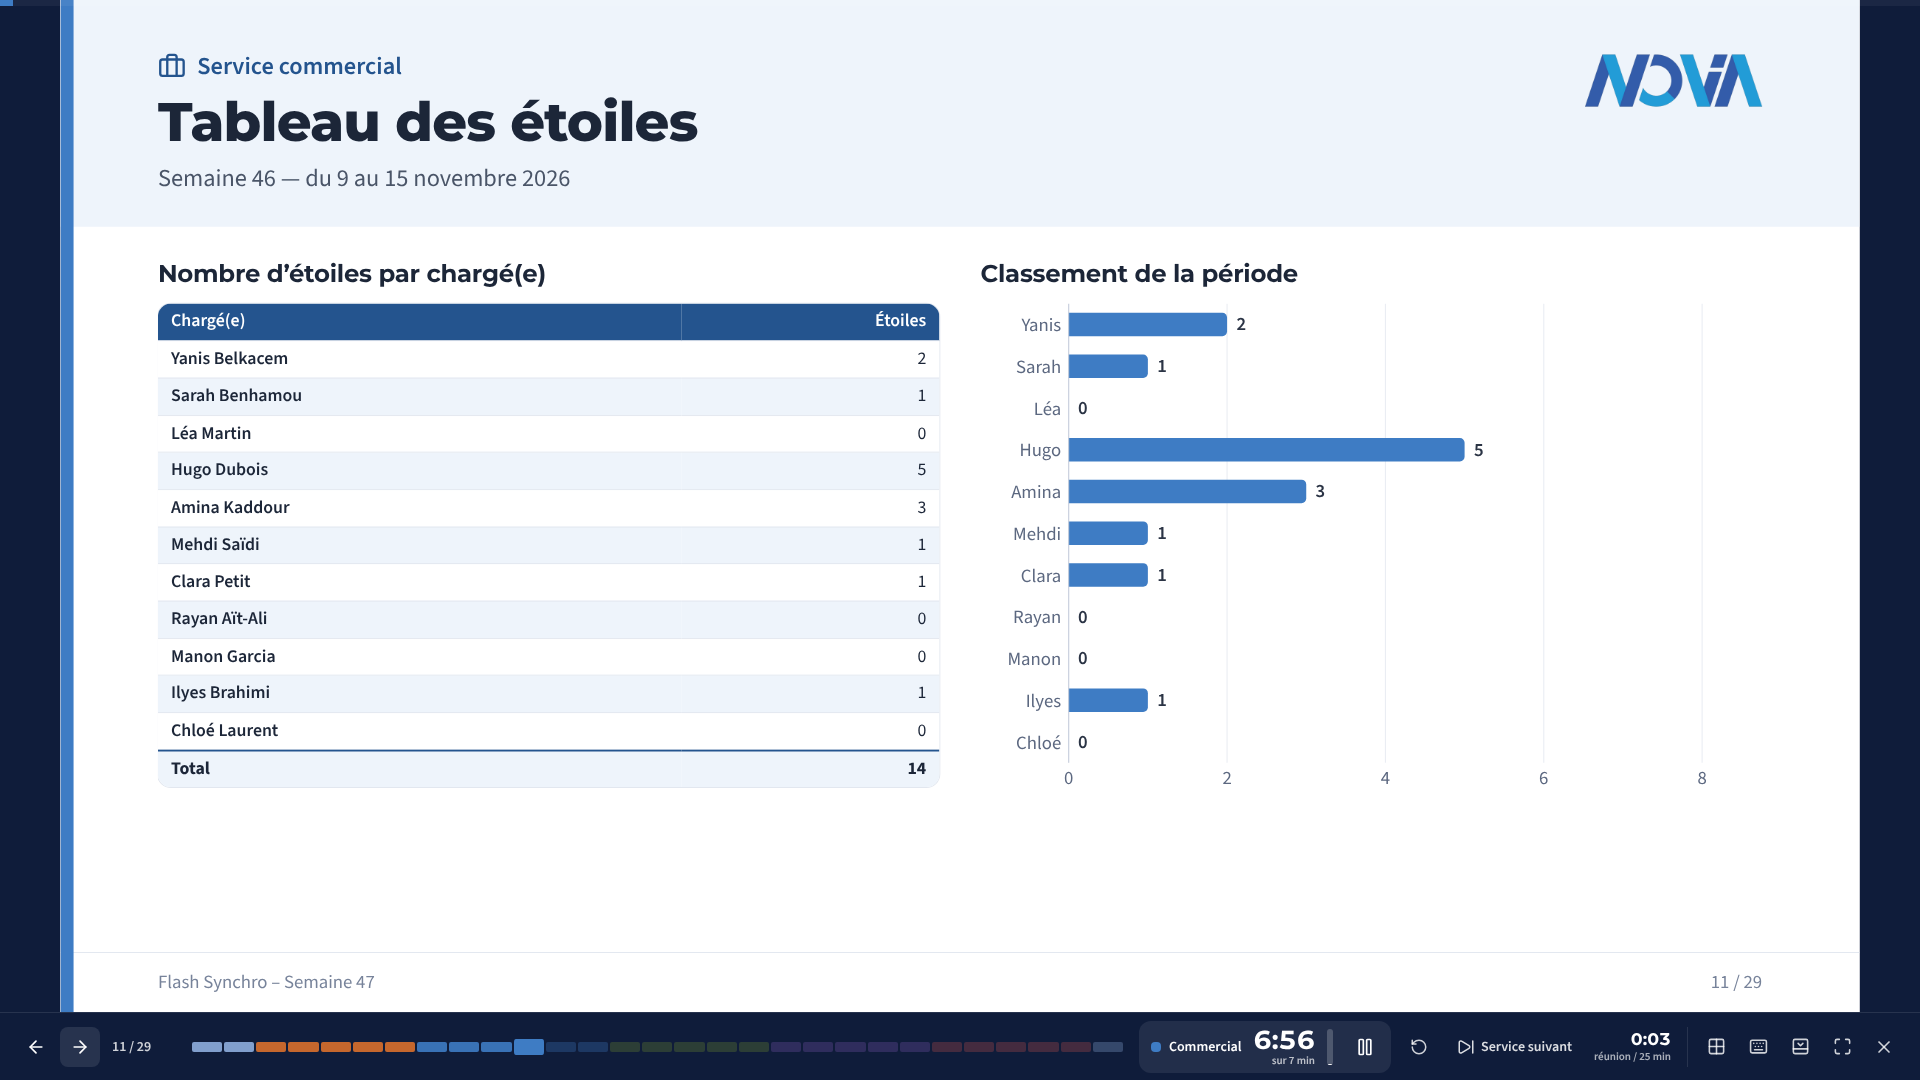 Service commercial
NOVIA
Tableau des étoiles
Semaine 46 — du 9 au 15 novembre 2026
Nombre d’étoiles par chargé(e)
Chargé(e) Étoiles
Yanis Belkacem 2
Sarah Benhamou 1
Léa Martin 0
Hugo Dubois 5
Amina Kaddour 3
Mehdi Saïdi 1
Clara Petit 1
Rayan Aït-Ali 0
Manon Garcia 0
Ilyes Brahimi 1
Chloé Laurent 0
Total 14
Classement de la période
Yanis 2
Sarah 1
Léa 0
Hugo 5
Amina 3
Mehdi 1
Clara 1
Rayan 0
Manon 0
Ilyes 1
Chloé 0
0 2 4 6 8
Flash Synchro – Semaine 47
11 / 29
11 / 29
Commercial
6:56
sur 7 min
Service suivant
0:03
réunion / 25 min